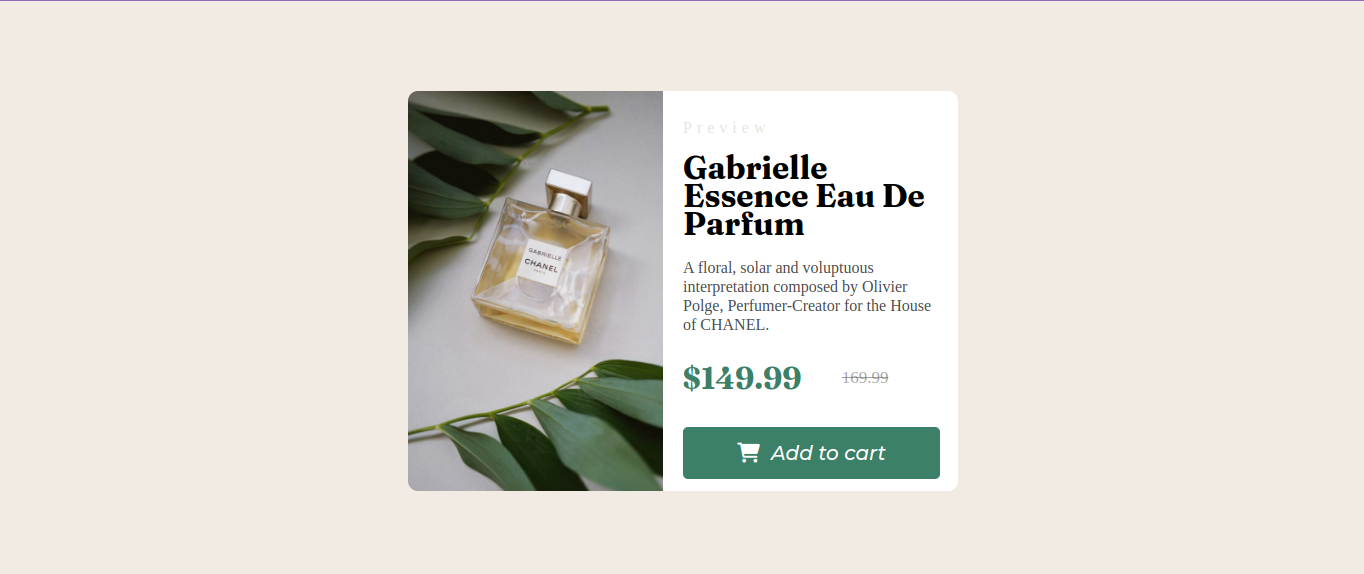 Preview
Gabrielle
Essence Eau De
Parfum
A floral, solar and voluptuous
interpretation composed by Olivier
Polge, Perfumer-Creator for the House
of CHANEL.
$149.99 169.99
Add to cart
GABRIELLE
CHANEL
PARIS